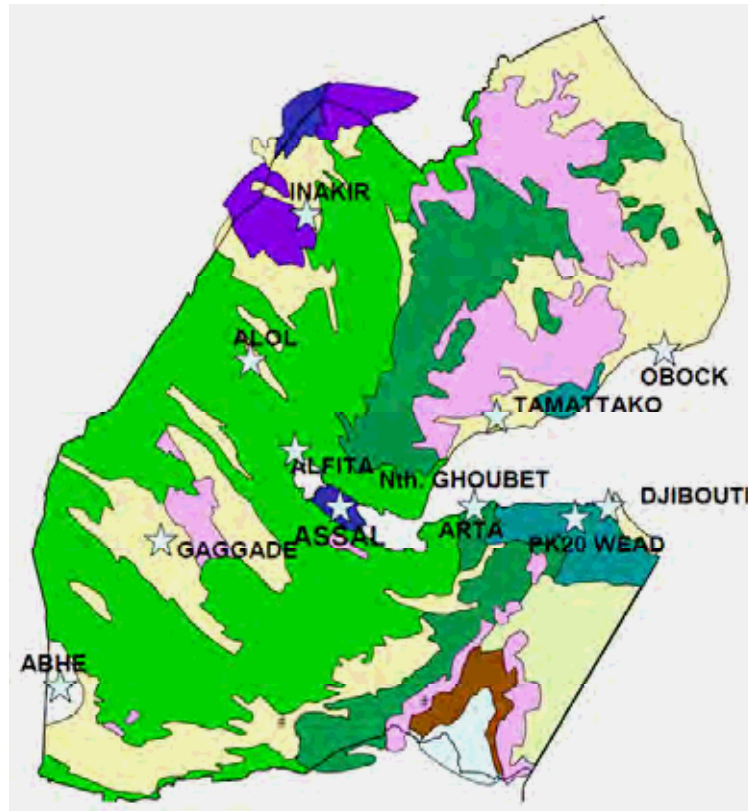 INAKIR
ALOL
OBOCK
TAMATTAKO
ALFITA
Nth. GHOUBET
DJIBOUTI
ASSAL
ARTA
PK20 WEAD
GAGGADE
ABHE